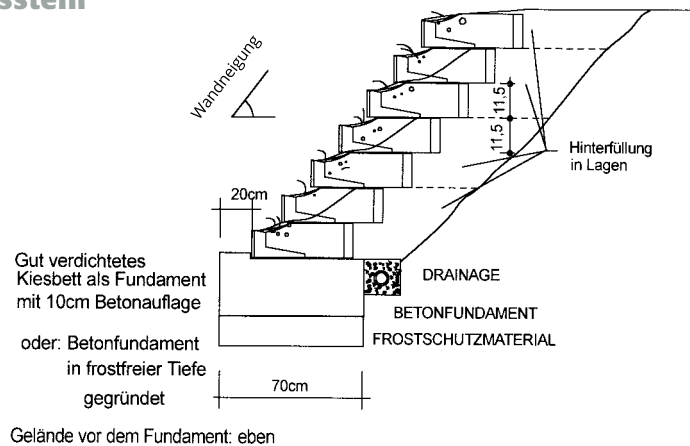 Wandneigung
11,5
11,5
Hinterfüllung
in Lagen
20cm
Gut verdichtetes
Kiesbett als Fundament
mit 10cm Betonauflage
DRAINAGE
BETONFUNDAMENT
FROSTSCHUTZMATERIAL
oder: Betonfundament
in frostfreier Tiefe
gegründet
70cm
Gelände vor dem Fundament: eben